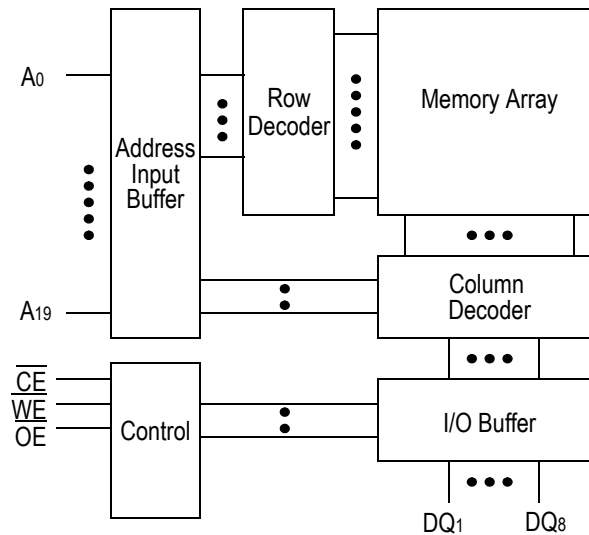 A0
A19
Address
Input
Buffer
Row
Decoder
Memory Array
Column
Decoder
CE
WE
OE
Control
I/O Buffer
DQ1
DQ8